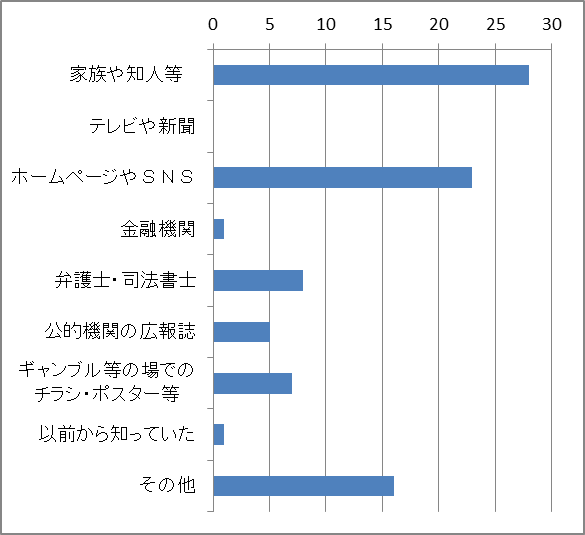 0 5 10 15 20 25 30
家族や知人等
テレビや新聞
ホームページやＳＮＳ
金融機関
弁護士・司法書士
公的機関の広報誌
ギャンブル等の場での
チラシ・ポスター等
以前から知っていた
その他